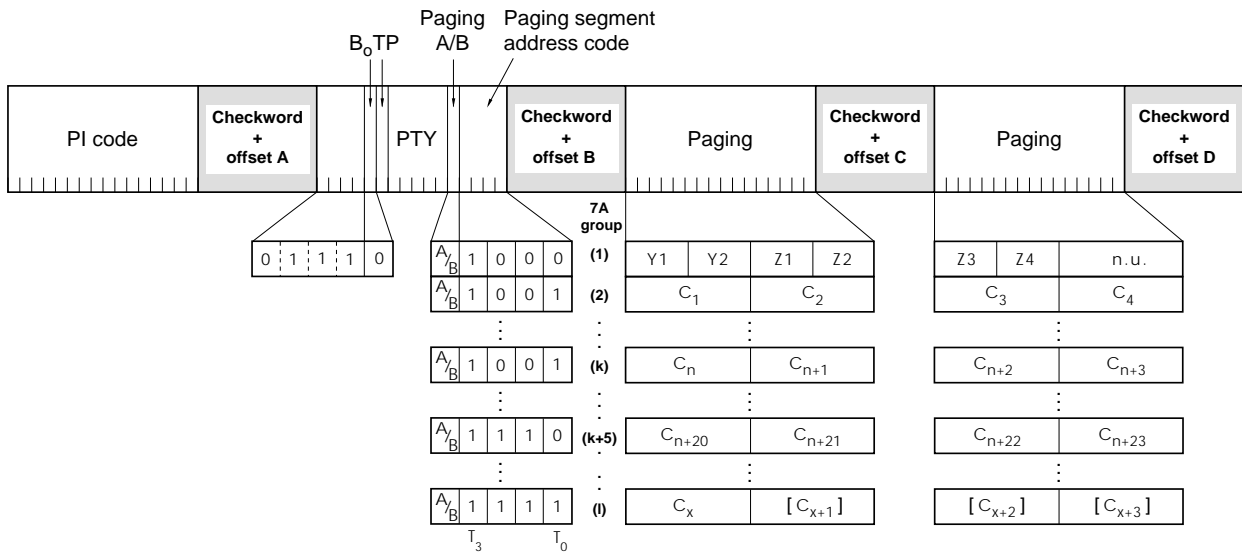 Paging Paging segment
B₀TP A/B address code
PI code Checkword + offset A PTY Checkword + offset B Paging Checkword + offset C Paging Checkword + offset D
7A group
0 1 1 1 0 A/B 1 0 0 0 (1) Y1 Y2 Z1 Z2 Z3 Z4 n.u.
A/B 1 0 0 1 (2) C₁ C₂ C₃ C₄
A/B 1 0 0 1 (k) Cₙ Cₙ₊₁ Cₙ₊₂ Cₙ₊₃
A/B 1 1 1 0 (k+5) Cₙ₊₂₀ Cₙ₊₂₁ Cₙ₊₂₂ Cₙ₊₂₃
A/B 1 1 1 1 (l) Cₓ [Cₓ₊₁] [Cₓ₊₂] [Cₓ₊₃]
T₃ T₀